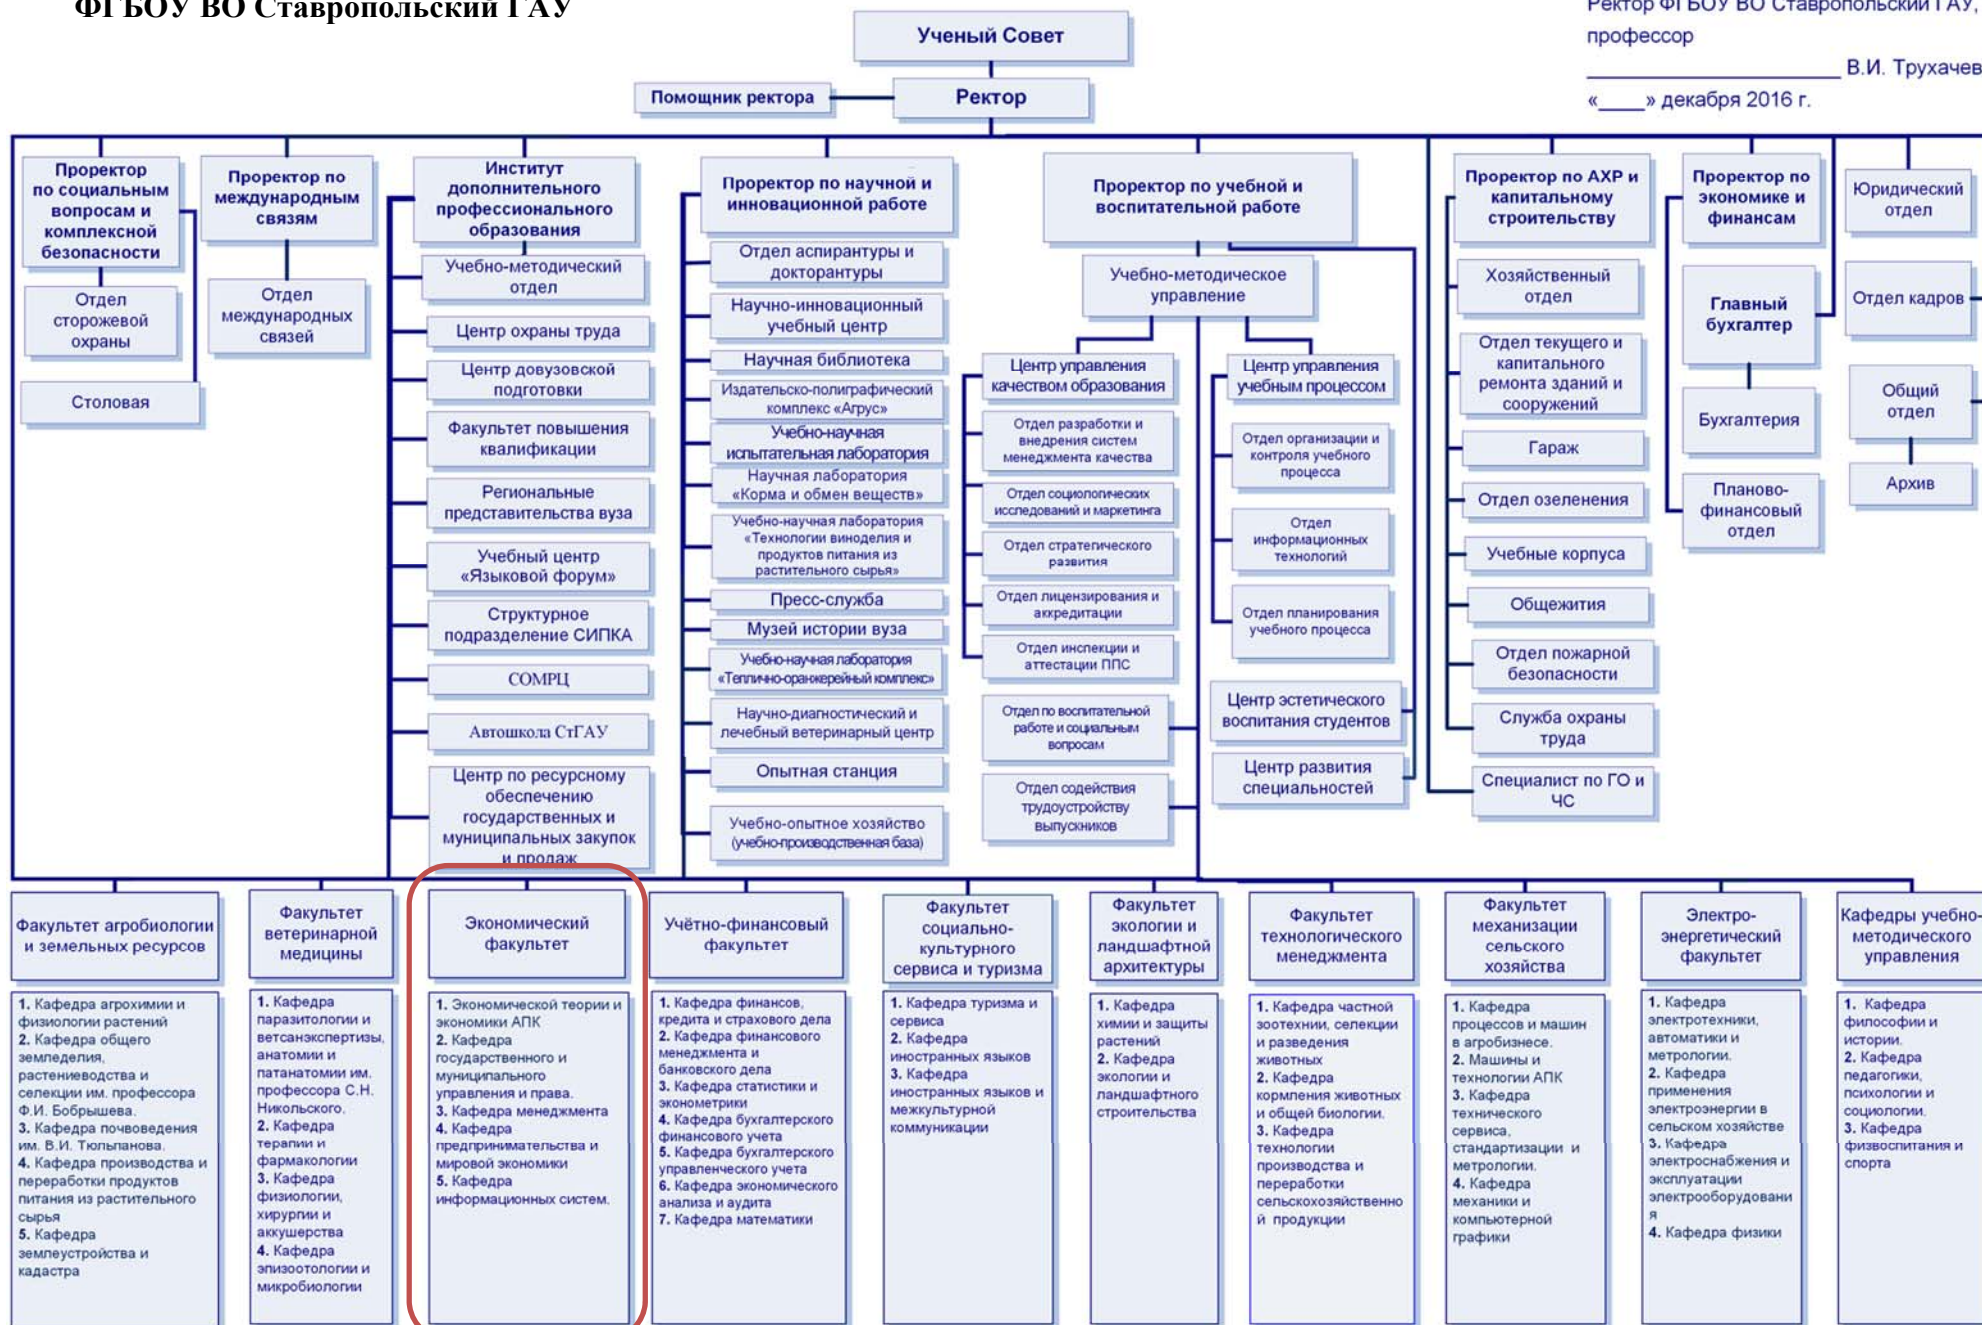 ФГБОУ ВО Ставропольский ГАУ
Ректор ФГБОУ ВО Ставропольский ГАУ,
профессор
В.И. Трухачев
«____» декабря 2016 г.
Ученый Совет
Помощник ректора
Ректор
Проректор
по социальным
вопросам и
комплексной
безопасности
Отдел
сторожевой
охраны
Столовая
Проректор по
международным
связям
Отдел
международных
связей
Институт
дополнительного
профессионального
образования
Учебно-методический
отдел
Центр охраны труда
Центр довузовской
подготовки
Факультет повышения
квалификации
Региональные
представительства вуза
Учебный центр
«Языковой форум»
Структурное
подразделение СИПКА
СОМРЦ
Автошкола СтГАУ
Центр по ресурсному
обеспечению
государственных и
муниципальных закупок
и продаж
Проректор по научной и
инновационной работе
Отдел аспирантуры и
докторантуры
Научно-инновационный
учебный центр
Научная библиотека
Издательско-полиграфический
комплекс «Агрус»
Учебно-научная
испытательная лаборатория
Научная лаборатория
«Корма и обмен веществ»
Учебно-научная лаборатория
«Технологии виноделия и
продуктов питания из
растительного сырья»
Пресс-служба
Музей истории вуза
Учебно-научная лаборатория
«Теплично-оранжерейный комплекс»
Научно-диагностический и
лечебный ветеринарный центр
Опытная станция
Учебно-опытное хозяйство
(учебно-производственная база)
Проректор по учебной и
воспитательной работе
Учебно-методическое
управление
Центр управления
качеством образования
Отдел разработки и
внедрения систем
менеджмента качества
Отдел социологических
исследований и маркетинга
Отдел стратегического
развития
Отдел лицензирования и
аккредитации
Отдел инспекции и
аттестации ППС
Отдел по воспитательной
работе и социальным
вопросам
Отдел содействия
трудоустройству
выпускников
Центр управления
учебным процессом
Отдел организации и
контроля учебного
процесса
Отдел
информационных
технологий
Отдел планирования
учебного процесса
Центр эстетического
воспитания студентов
Центр развития
специальностей
Проректор по АХР и
капитальному
строительству
Хозяйственный
отдел
Отдел текущего и
капитального
ремонта зданий и
сооружений
Гараж
Отдел озеленения
Учебные корпуса
Общежития
Отдел пожарной
безопасности
Служба охраны
труда
Специалист по ГО и
ЧС
Проректор по
экономике и
финансам
Главный
бухгалтер
Бухгалтерия
Планово-
финансовый
отдел
Юридический
отдел
Отдел кадров
Общий
отдел
Архив
Факультет агробиологии
и земельных ресурсов
1. Кафедра агрохимии и
физиологии растений
2. Кафедра общего
земледелия,
растениеводства и
селекции им. профессора
Ф.И. Бобрышева.
3. Кафедра почвоведения
им. В.И. Тюльпанова.
4. Кафедра производства и
переработки продуктов
питания из растительного
сырья
5. Кафедра
землеустройства и
кадастра
Факультет
ветеринарной
медицины
1. Кафедра
паразитологии и
ветсанэкспертизы,
анатомии и
патанатомии им.
профессора С.Н.
Никольского.
2. Кафедра
терапии и
фармакологии
3. Кафедра
физиологии,
хирургии и
аккушерства
4. Кафедра
эпизоотологии и
микробиологии
Экономический
факультет
1. Экономической теории и
экономики АПК
2. Кафедра
государственного и
муниципального
управления и права.
3. Кафедра менеджмента
4. Кафедра
предпринимательства и
мировой экономики
5. Кафедра
информационных систем.
Учётно-финансовый
факультет
1. Кафедра финансов,
кредита и страхового дела
2. Кафедра финансового
менеджмента и
банковского дела
3. Кафедра статистики и
эконометрики
4. Кафедра бухгалтерского
финансового учета
5. Кафедра бухгалтерского
управленческого учета
6. Кафедра экономического
анализа и аудита
7. Кафедра математики
Факультет
социально-
культурного
сервиса и туризма
1. Кафедра туризма и
сервиса
2. Кафедра
иностранных языков
3. Кафедра
иностранных языков и
межкультурной
коммуникации
Факультет
экологии и
ландшафтной
архитектуры
1. Кафедра
химии и защиты
растений
2. Кафедра
экологии и
ландшафтного
строительства
Факультет
технологического
менеджмента
1. Кафедра частной
зоотехнии, селекции
и разведения
животных
2. Кафедра
кормления животных
и общей биологии.
3. Кафедра
технологии
производства и
переработки
сельскохозяйственно
й продукции
Факультет
механизации
сельского
хозяйства
1. Кафедра
процессов и машин
в агробизнесе.
2. Машины и
технологии АПК
3. Кафедра
технического
сервиса,
стандартизации и
метрологии.
4. Кафедра
механики и
компьютерной
графики
Электро-
энергетический
факультет
1. Кафедра
электротехники,
автоматики и
метрологии.
2. Кафедра
применения
электроэнергии в
сельском хозяйстве
3. Кафедра
электроснабжения и
эксплуатации
электрооборудовани
я
4. Кафедра физики
Кафедры учебно-
методического
управления
1. Кафедра
философии и
истории.
2. Кафедра
педагогики,
психологии и
социологии.
3. Кафедра
физвоспитания и
спорта